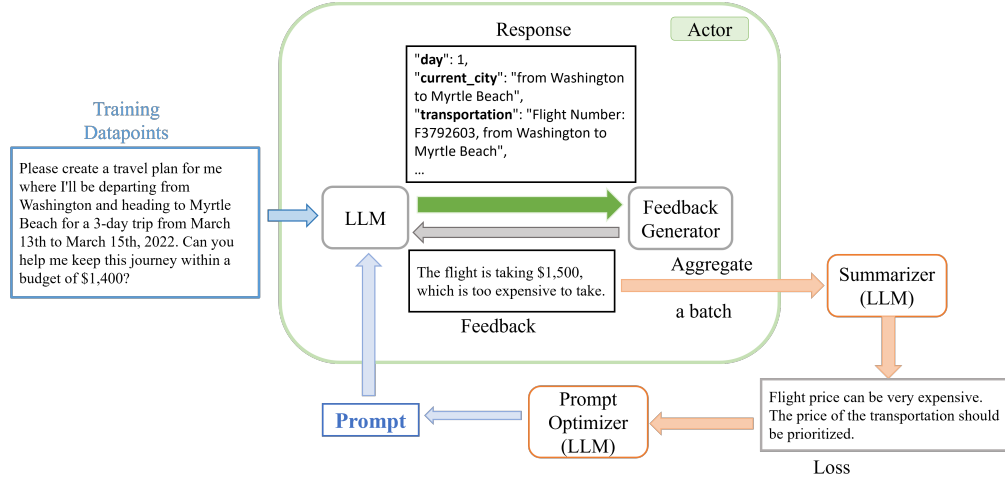 Response
Actor
"day": 1,
"current_city": "from Washington
to Myrtle Beach",
"transportation": "Flight Number:
F3792603, from Washington to
Myrtle Beach",
...
Training
Datapoints
Please create a travel plan for me
where I'll be departing from
Washington and heading to Myrtle
Beach for a 3-day trip from March
13th to March 15th, 2022. Can you
help me keep this journey within a
budget of $1,400?
LLM
Feedback
Generator
The flight is taking $1,500,
which is too expensive to take.
Feedback
Aggregate
a batch
Summarizer
(LLM)
Flight price can be very expensive.
The price of the transportation should
be prioritized.
Loss
Prompt
Optimizer
(LLM)
Prompt